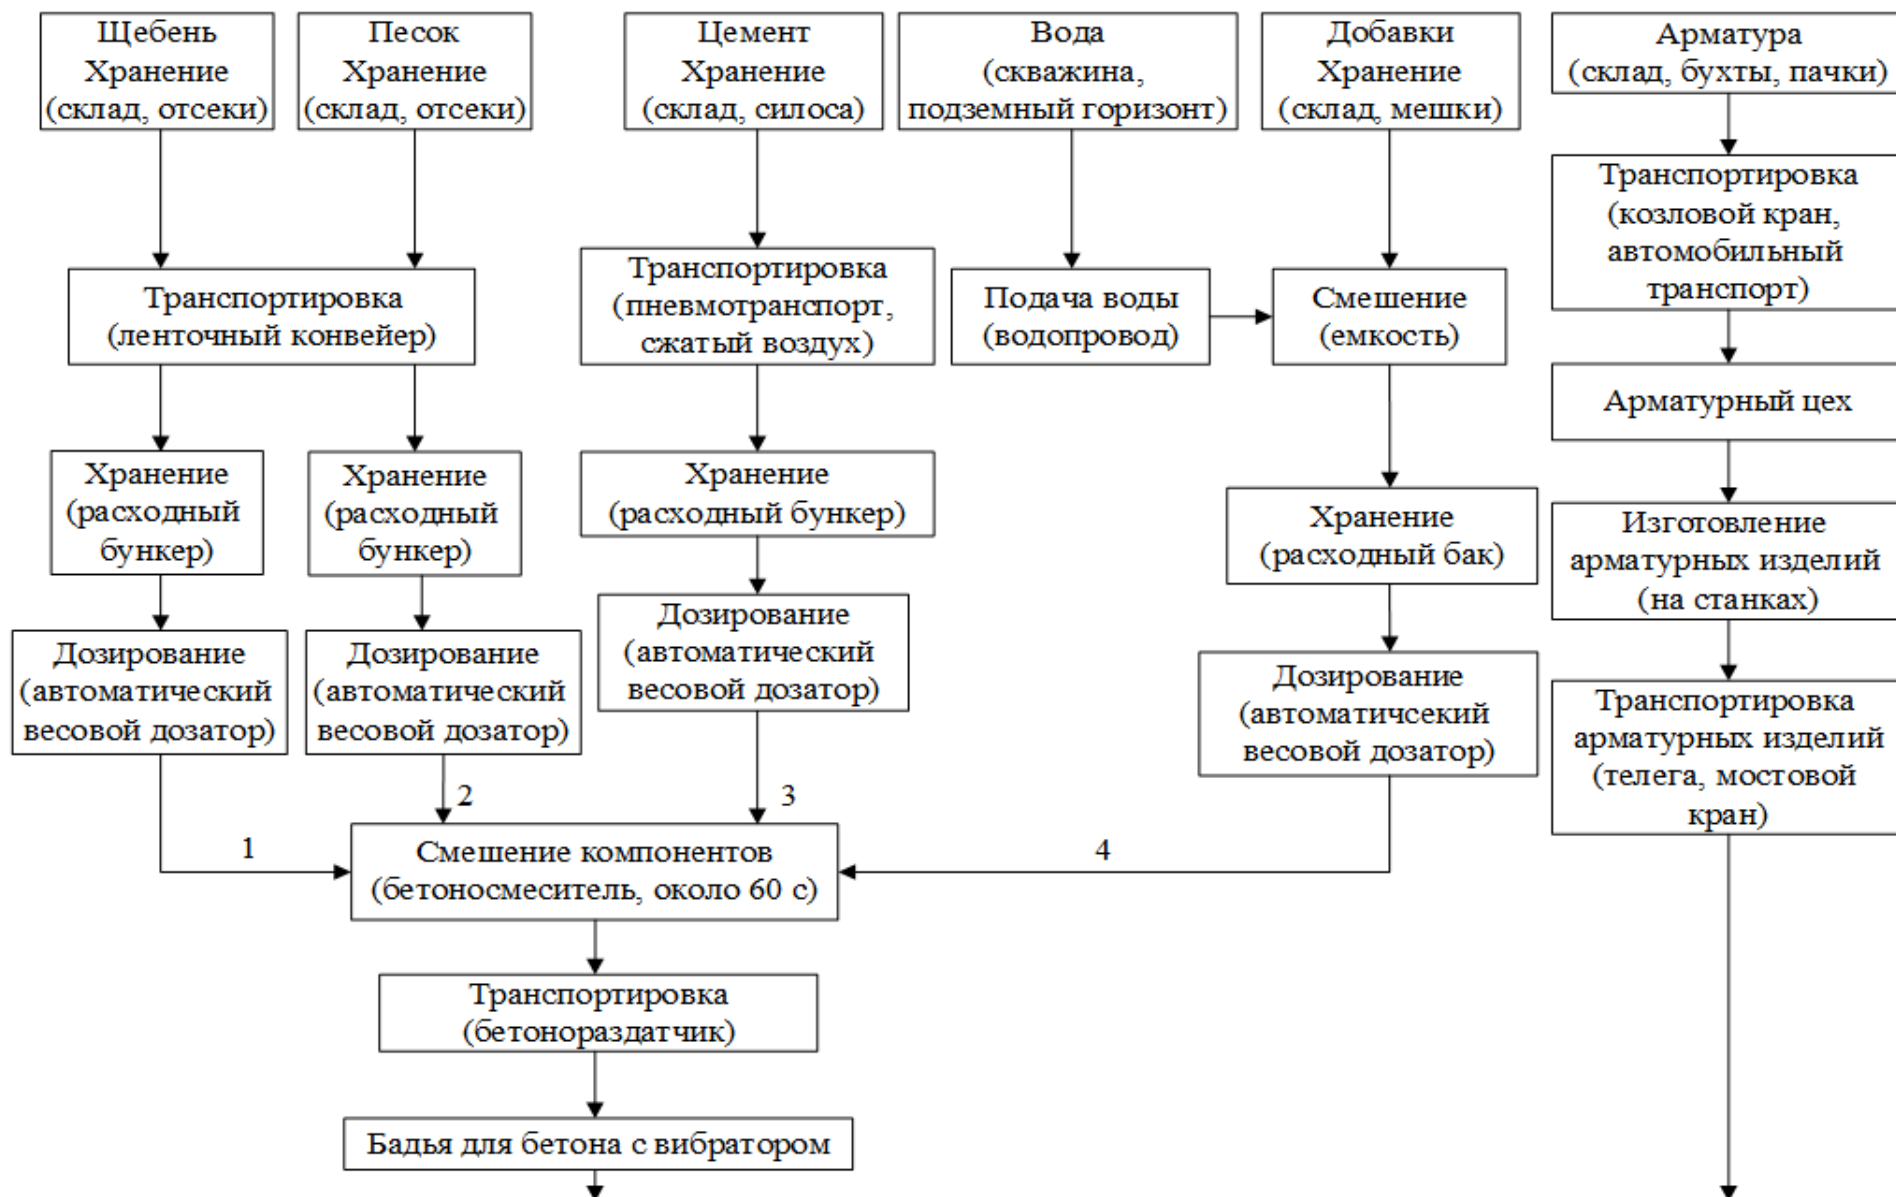 Щебень
Хранение
(склад, отсеки)
Песок
Хранение
(склад, отсеки)
Цемент
Хранение
(склад, силоса)
Вода
(скважина,
подземный горизонт)
Добавки
Хранение
(склад, мешки)
Арматура
(склад, бухты, пачки)
Транспортировка
(ленточный конвейер)
Транспортировка
(пневмотранспорт,
сжатый воздух)
Подача воды
(водопровод)
Смешение
(емкость)
Транспортировка
(козловой кран,
автомобильный
транспорт)
Арматурный цех
Хранение
(расходный
бункер)
Хранение
(расходный
бункер)
Хранение
(расходный бункер)
Хранение
(расходный бак)
Изготовление
арматурных изделий
(на станках)
Дозирование
(автоматический
весовой дозатор)
Дозирование
(автоматический
весовой дозатор)
Дозирование
(автоматический
весовой дозатор)
Дозирование
(автоматичсекий
весовой дозатор)
Транспортировка
арматурных изделий
(телега, мостовой
кран)
1
2
3
4
Смешение компонентов
(бетоносмеситель, около 60 с)
Транспортировка
(бетонораздатчик)
Бадья для бетона с вибратором